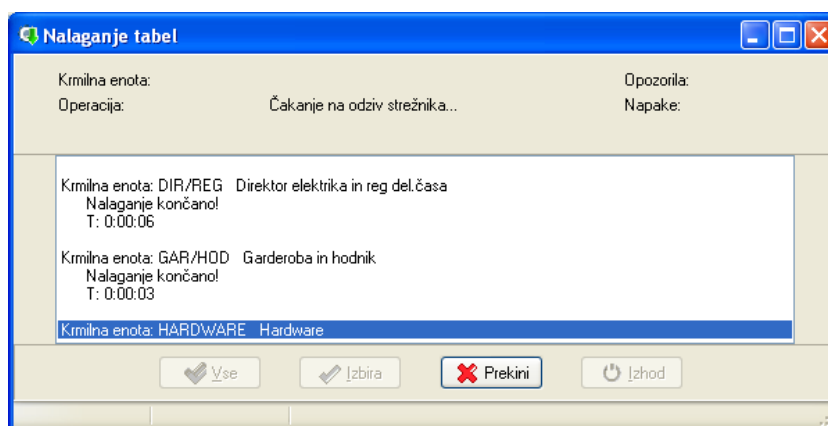 Nalaganje tabel
Krmilna enota:
Opozorila:
Operacija: Čakanje na odziv strežnika...
Napake:
Krmilna enota: DIR/REG Direktor elektrika in reg del.časa
Nalaganje končano!
T: 0:00:06
Krmilna enota: GAR/HOD Garderoba in hodnik
Nalaganje končano!
T: 0:00:03
Krmilna enota: HARDWARE Hardware
Vse Izbira Prekini Izhod